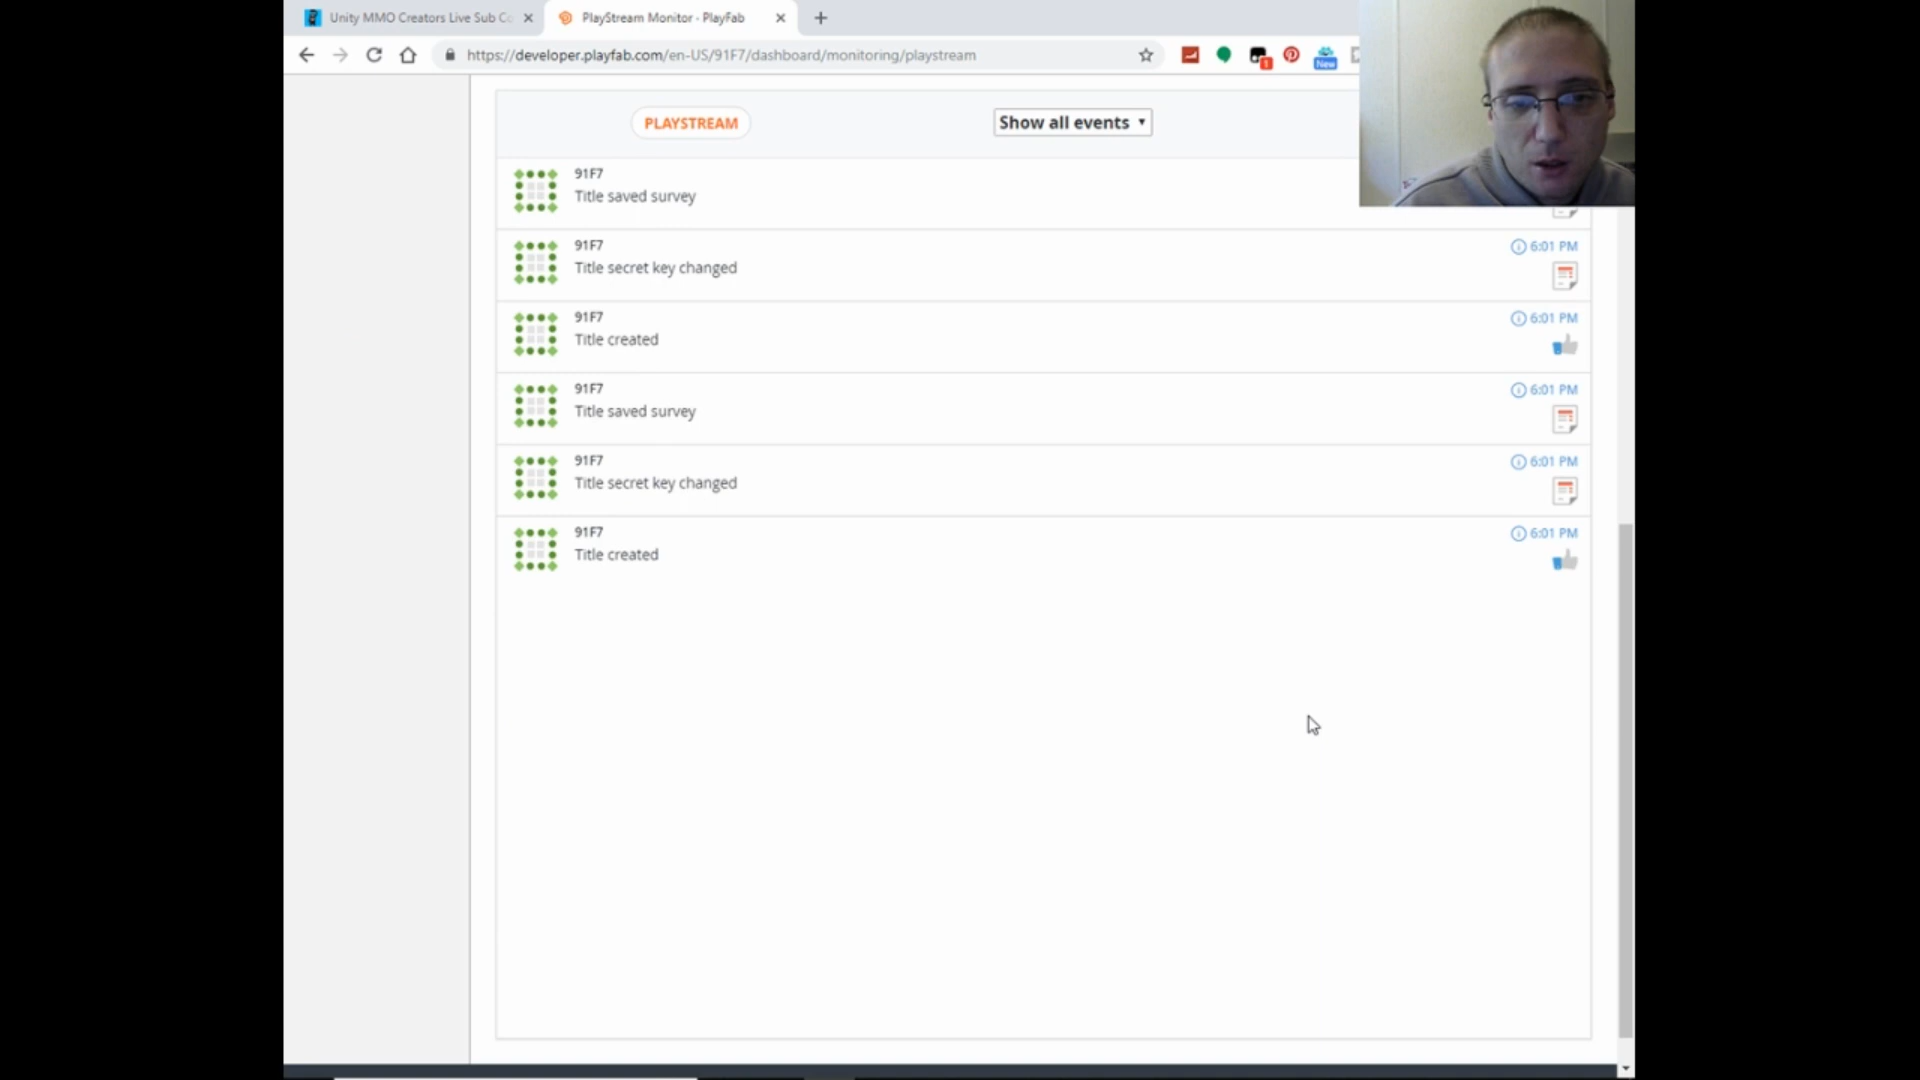 Unity MMO Creators Live Sub Co
PlayStream Monitor - PlayFab
https://developer.playfab.com/en-US/91F7/dashboard/monitoring/playstream
1
New
PLAYSTREAM
Show all events
91F7
Title saved survey
91F7
6:01 PM
Title secret key changed
91F7
6:01 PM
Title created
91F7
6:01 PM
Title saved survey
91F7
6:01 PM
Title secret key changed
91F7
6:01 PM
Title created